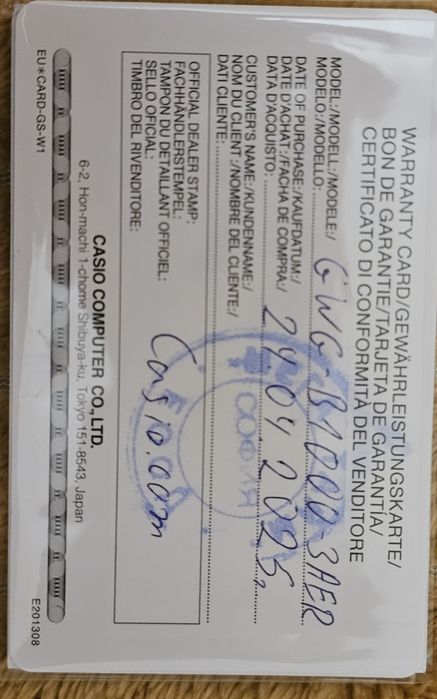 WARRANTY CARD/GEWÄHRLEISTUNGSKARTE/
BON DE GARANTIE/TARJETA DE GARANTÍA/
CERTIFICATO DI CONFORMITÀ DEL VENDITORE
MODEL:/MODELL:/MODELE:/
MODELO:/MODELLO: GWG-B1000-3AER
DATE OF PURCHASE:/KAUFDATUM:/
DATE D'ACHAT:/FACHA DE COMPRA:/
DATA D'ACQUISTO: 24.04.2025
CUSTOMER'S NAME:/KUNDENNAME:/
NOM DU CLIENT:/NOMBRE DEL CLIENTE:/
DATI CLIENTE:
OFFICIAL DEALER STAMP:
FACHHÄNDLERSTEMPEL:
TAMPON DU DETAILLANT OFFICIEL:
SELLO OFICIAL:
TIMBRO DEL RIVENDITORE:
Casio.com
СОФИЯ
CASIO COMPUTER CO., LTD.
6-2, Hon-machi 1-chome Shibuya-ku, Tokyo 151-8543, Japan
EU*CARD-GS-W1
E201308